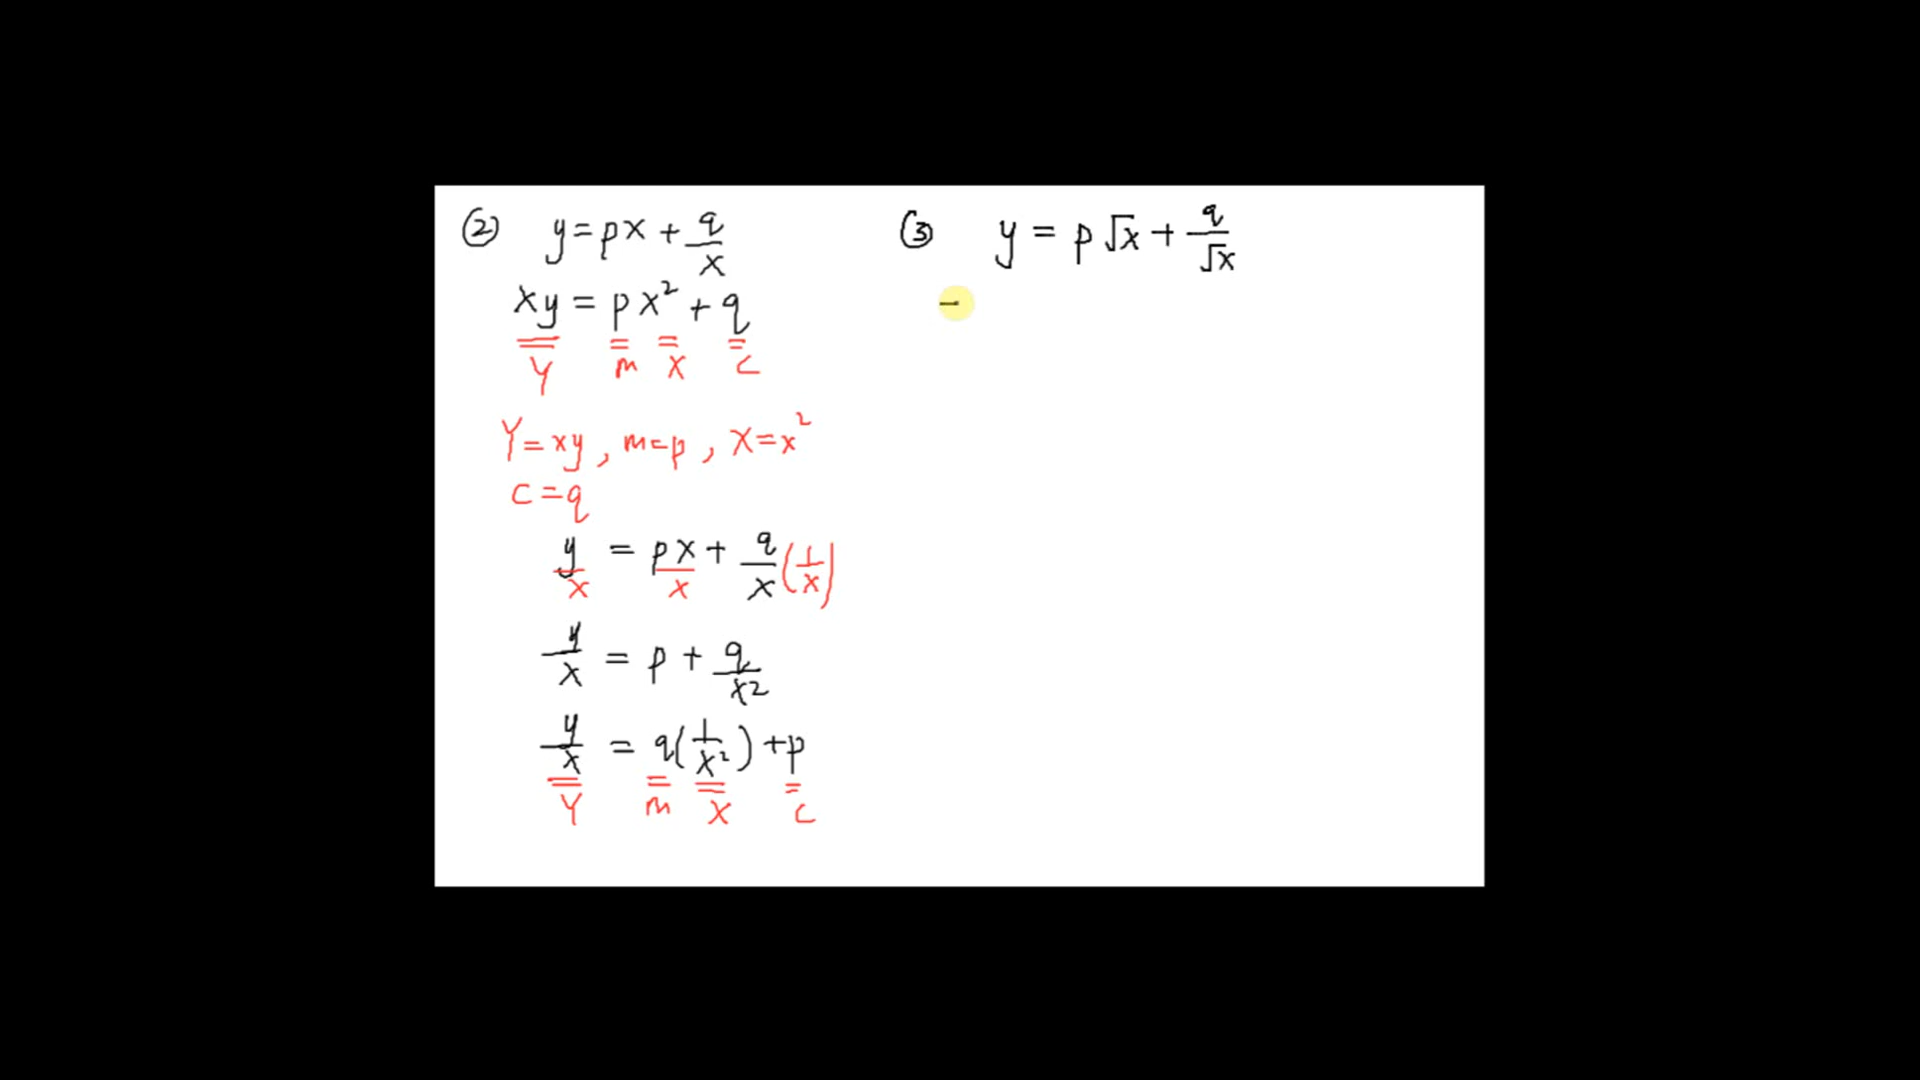 ② y = px + q/x
xy = px² + q
Y m X c
Y = xy , m = p , X = x²
c = q
y/x = px/x + q/x (1/x)
y/x = p + q/x²
y/x = q(1/x²) + p
Y m X c
③ y = p√x + q/√x